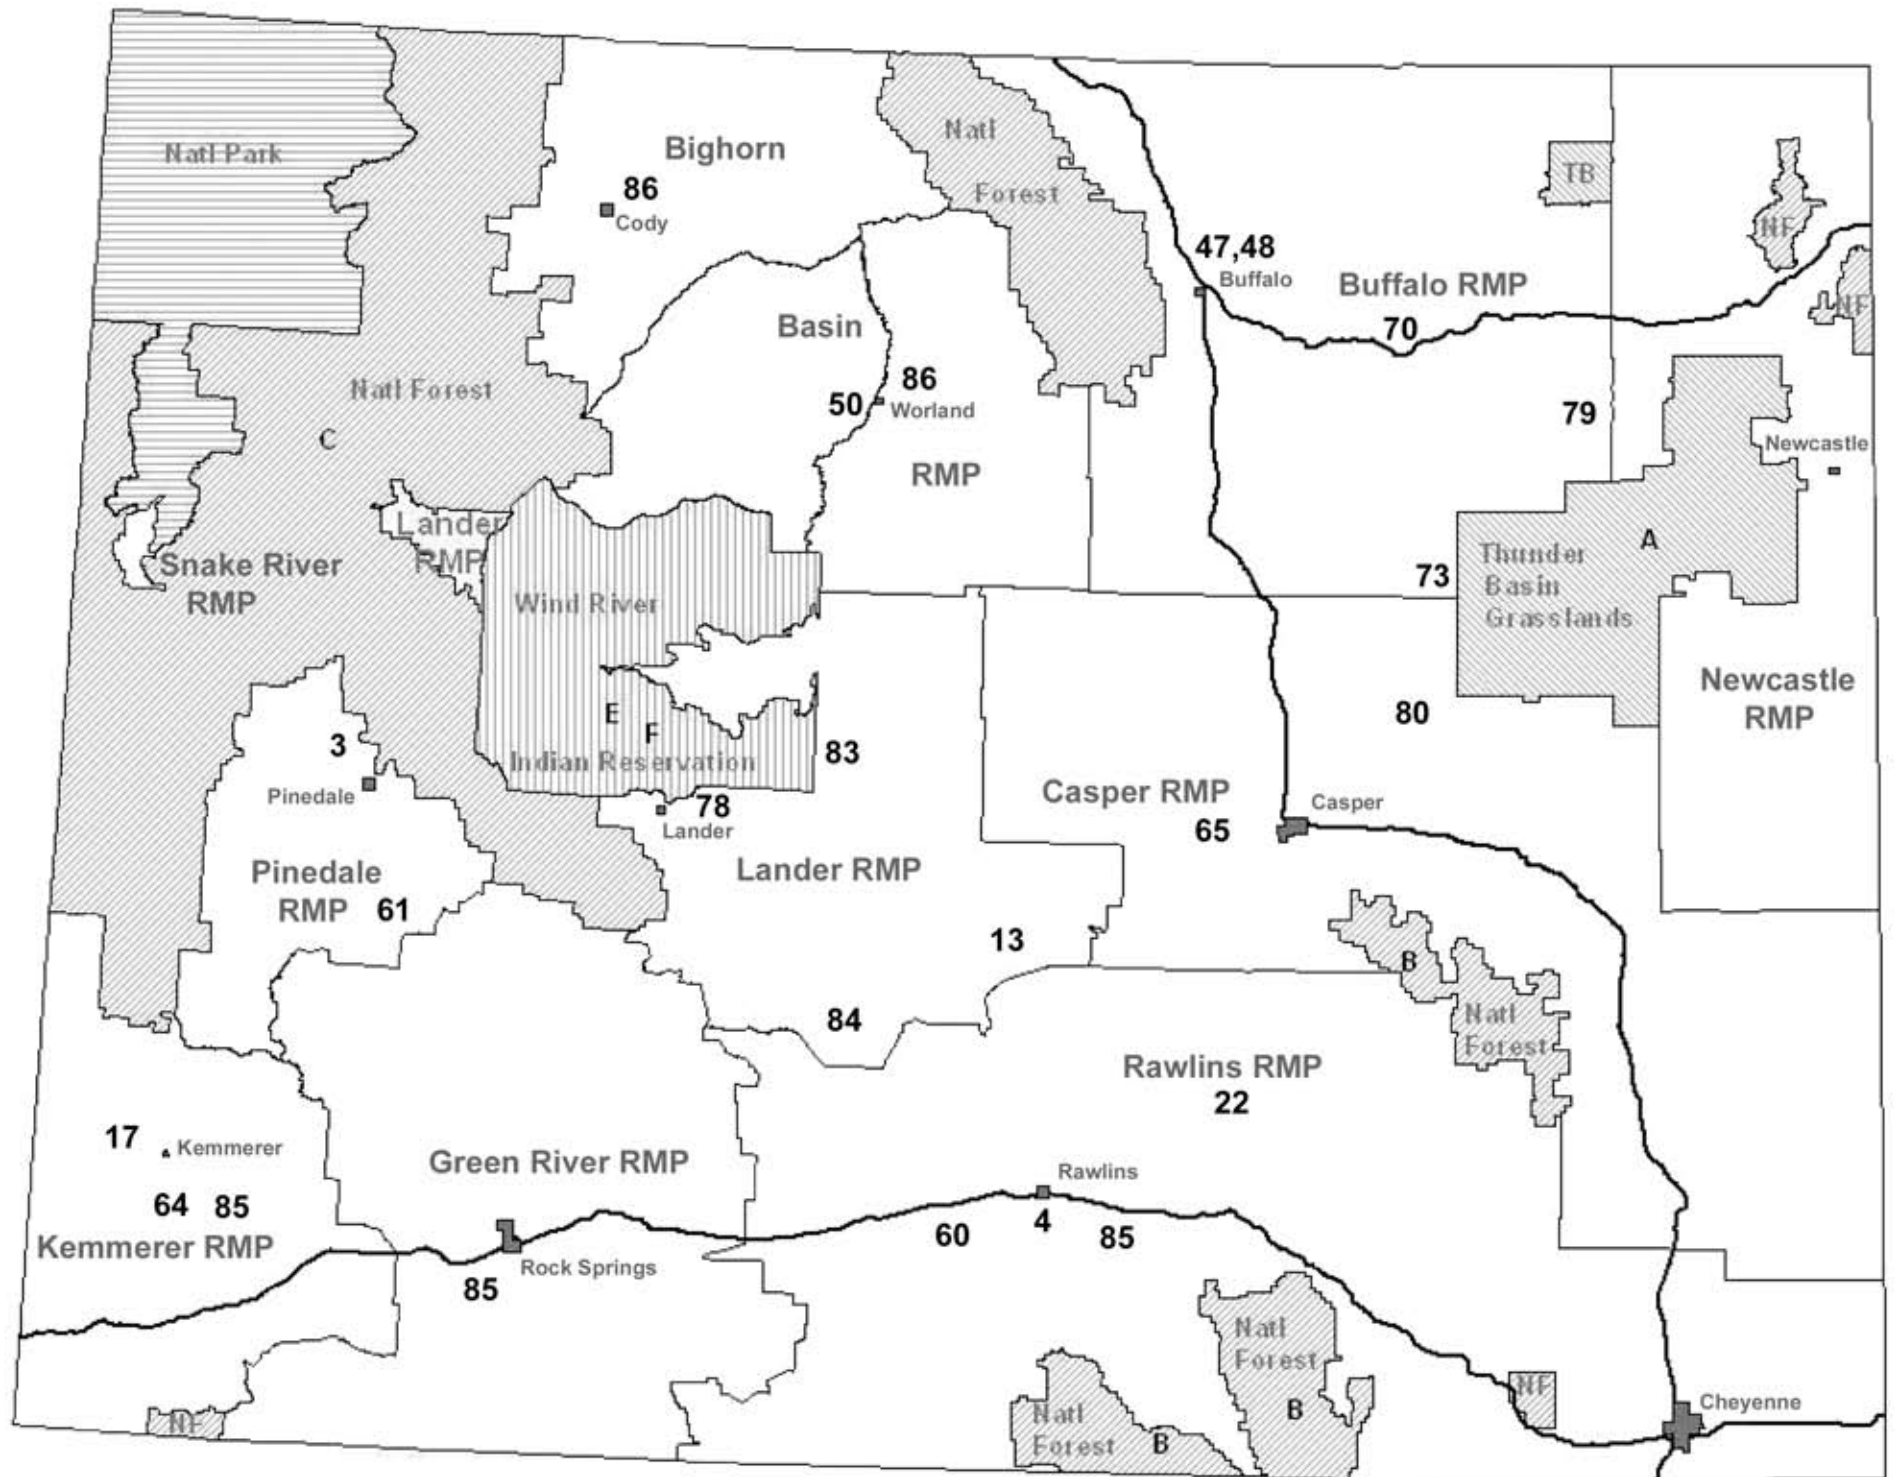 Natl Park
Bighorn
Natl
Forest
86
Cody
TB
NF
47,48
Buffalo
Buffalo RMP
70
NF
Basin
Natl Forest
C
86
50
Worland
RMP
79
Newcastle
Lander
RMP
Snake River
RMP
Wind River
73
Thunder
Basin
Grasslands
A
Newcastle
RMP
E
F
Indian Reservation
3
Pinedale
83
80
Casper RMP
65
Casper
78
Lander
Lander RMP
Pinedale
RMP
61
13
B
84
Natl
Forest
Rawlins RMP
22
17
Kemmerer
Green River RMP
64
85
Kemmerer RMP
Rawlins
60
4
85
Rock Springs
85
Natl
Forest
B
NF
Cheyenne
Natl
Forest
B
NF